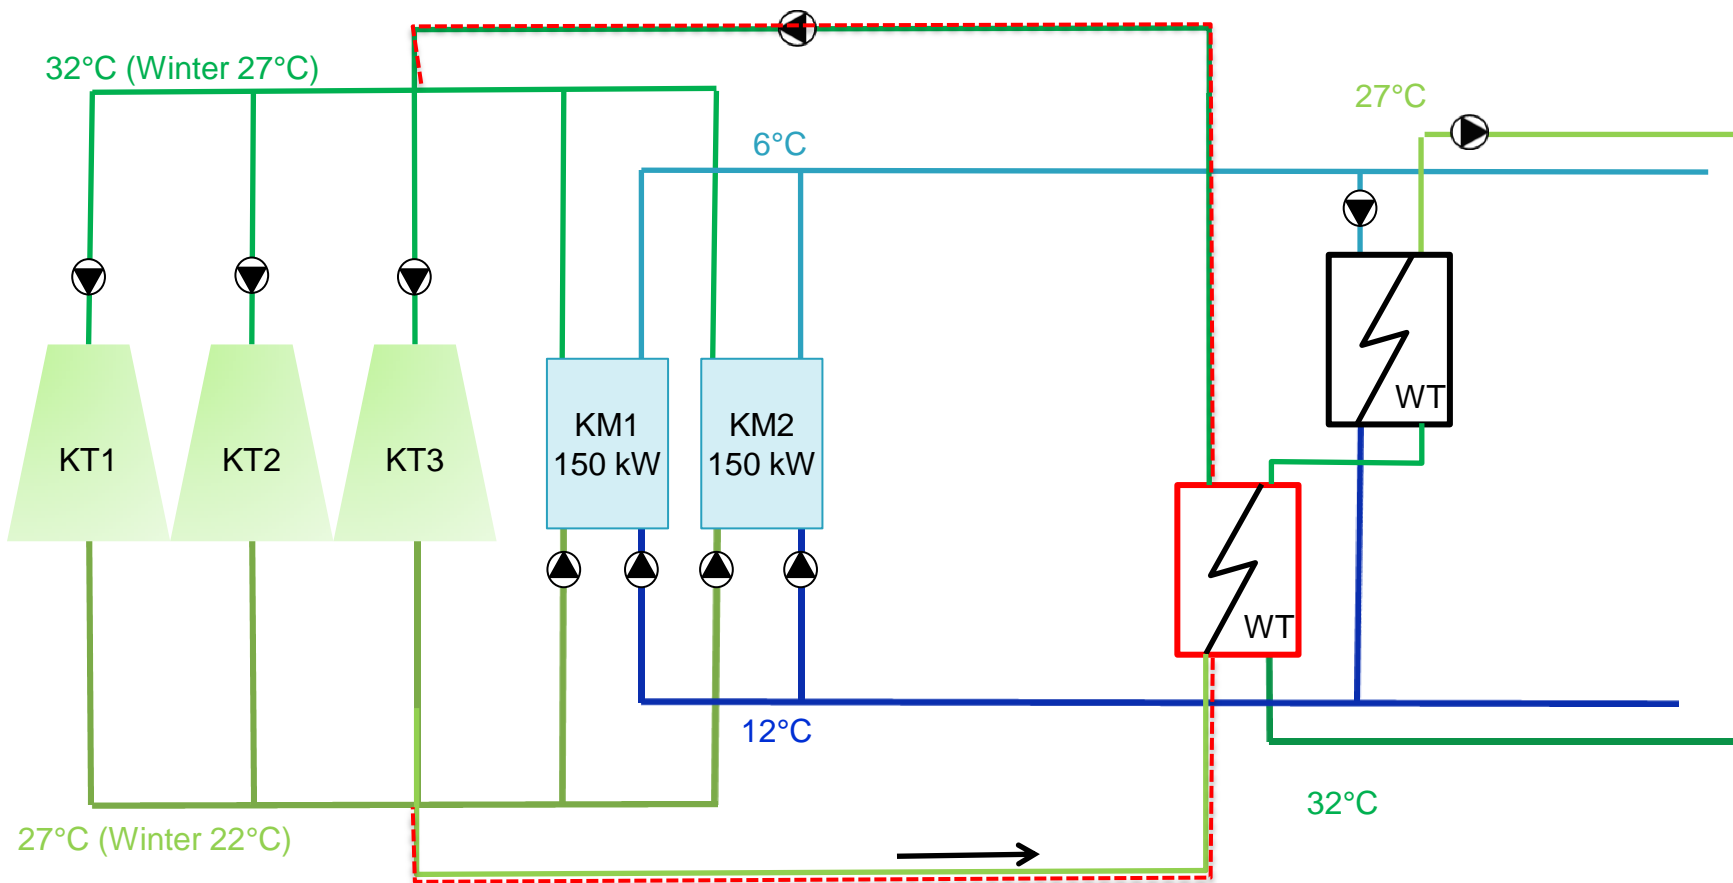 32°C (Winter 27°C)
27°C
6°C
WT
KT1
KT2
KT3
KM1
150 kW
KM2
150 kW
WT
12°C
32°C
27°C (Winter 22°C)